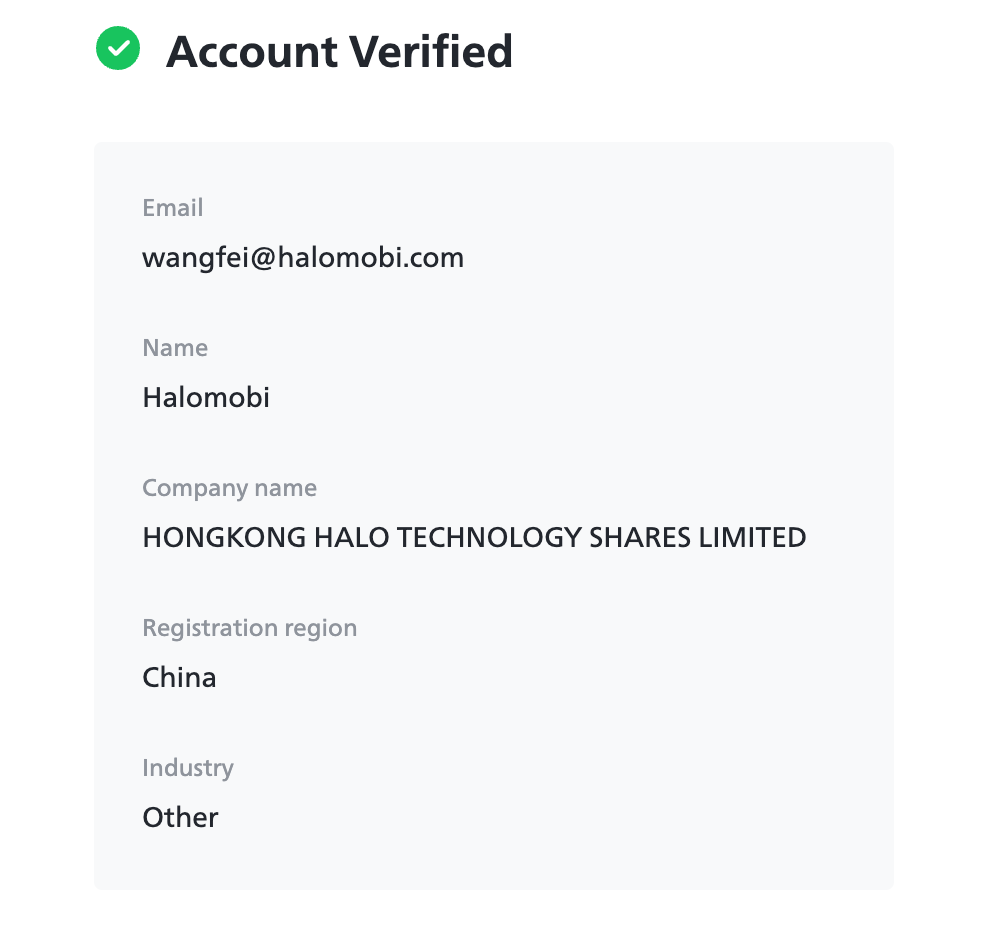 Account Verified
Email
wangfei@halomobi.com
Name
Halomobi
Company name
HONGKONG HALO TECHNOLOGY SHARES LIMITED
Registration region
China
Industry
Other